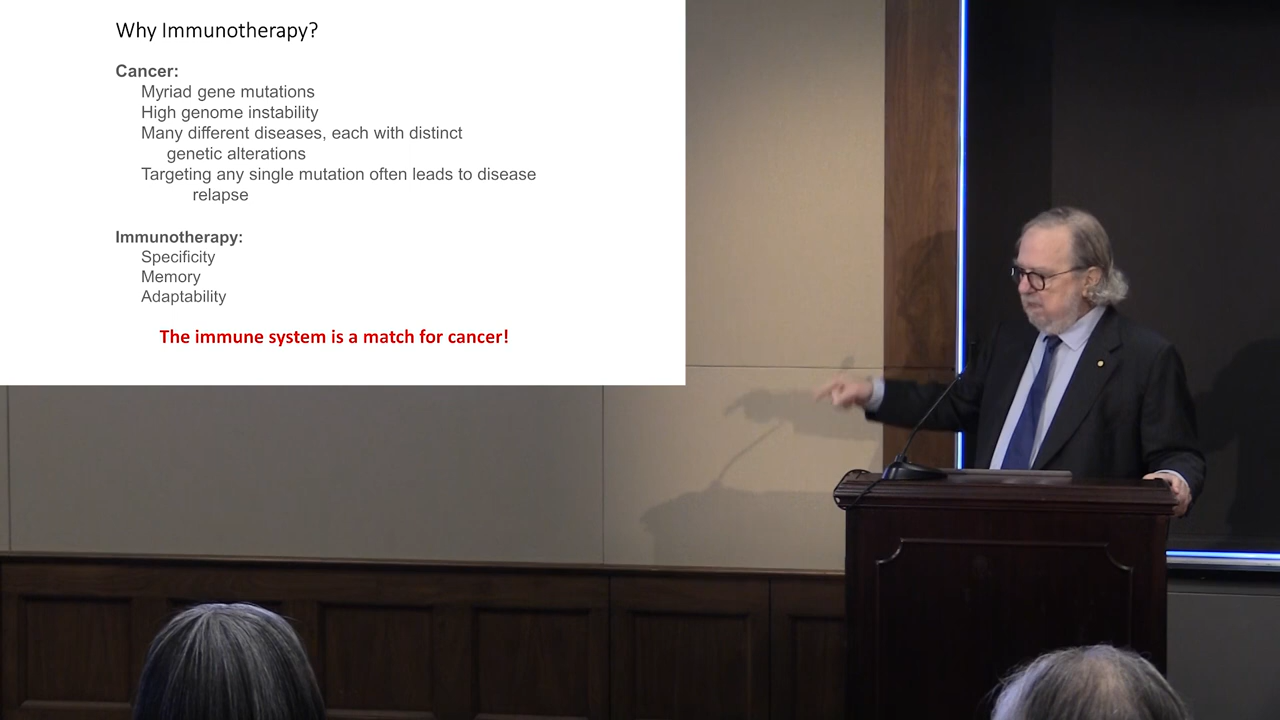 Why Immunotherapy?
Cancer:
Myriad gene mutations
High genome instability
Many different diseases, each with distinct
genetic alterations
Targeting any single mutation often leads to disease
relapse
Immunotherapy:
Specificity
Memory
Adaptability
The immune system is a match for cancer!